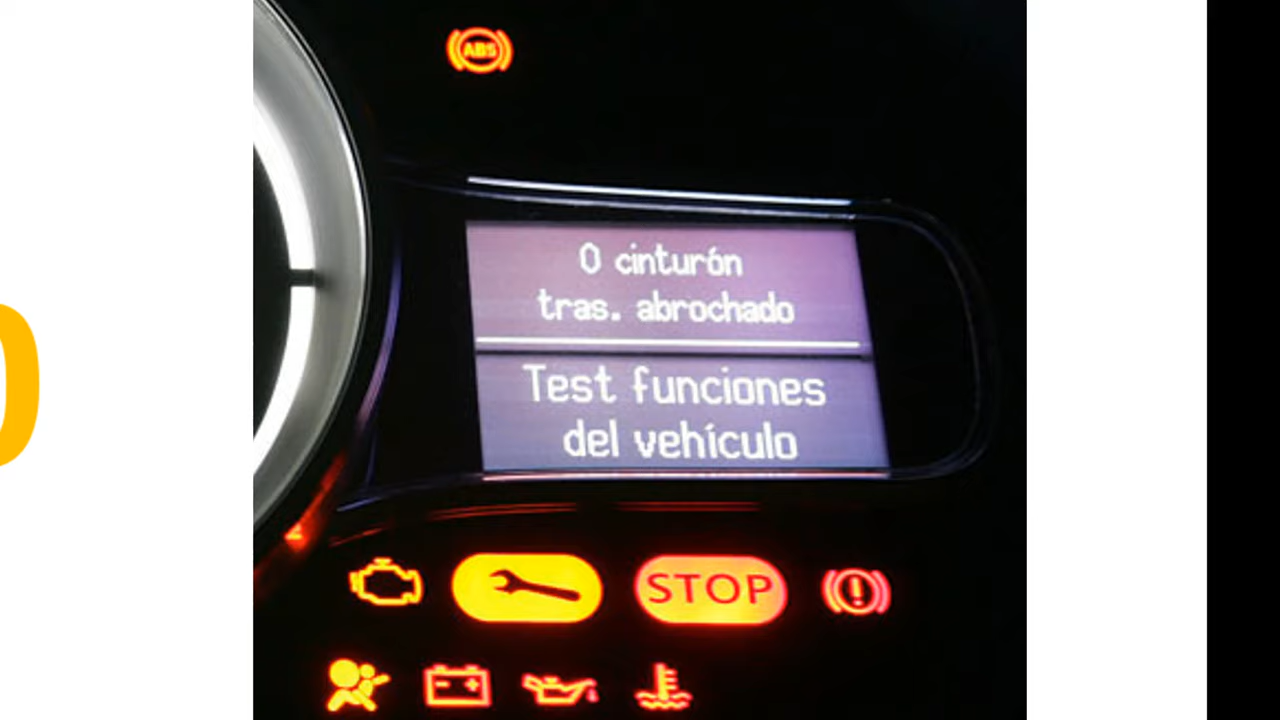 ABS
0 cinturón
tras. abrochado
Test funciones
del vehículo
STOP